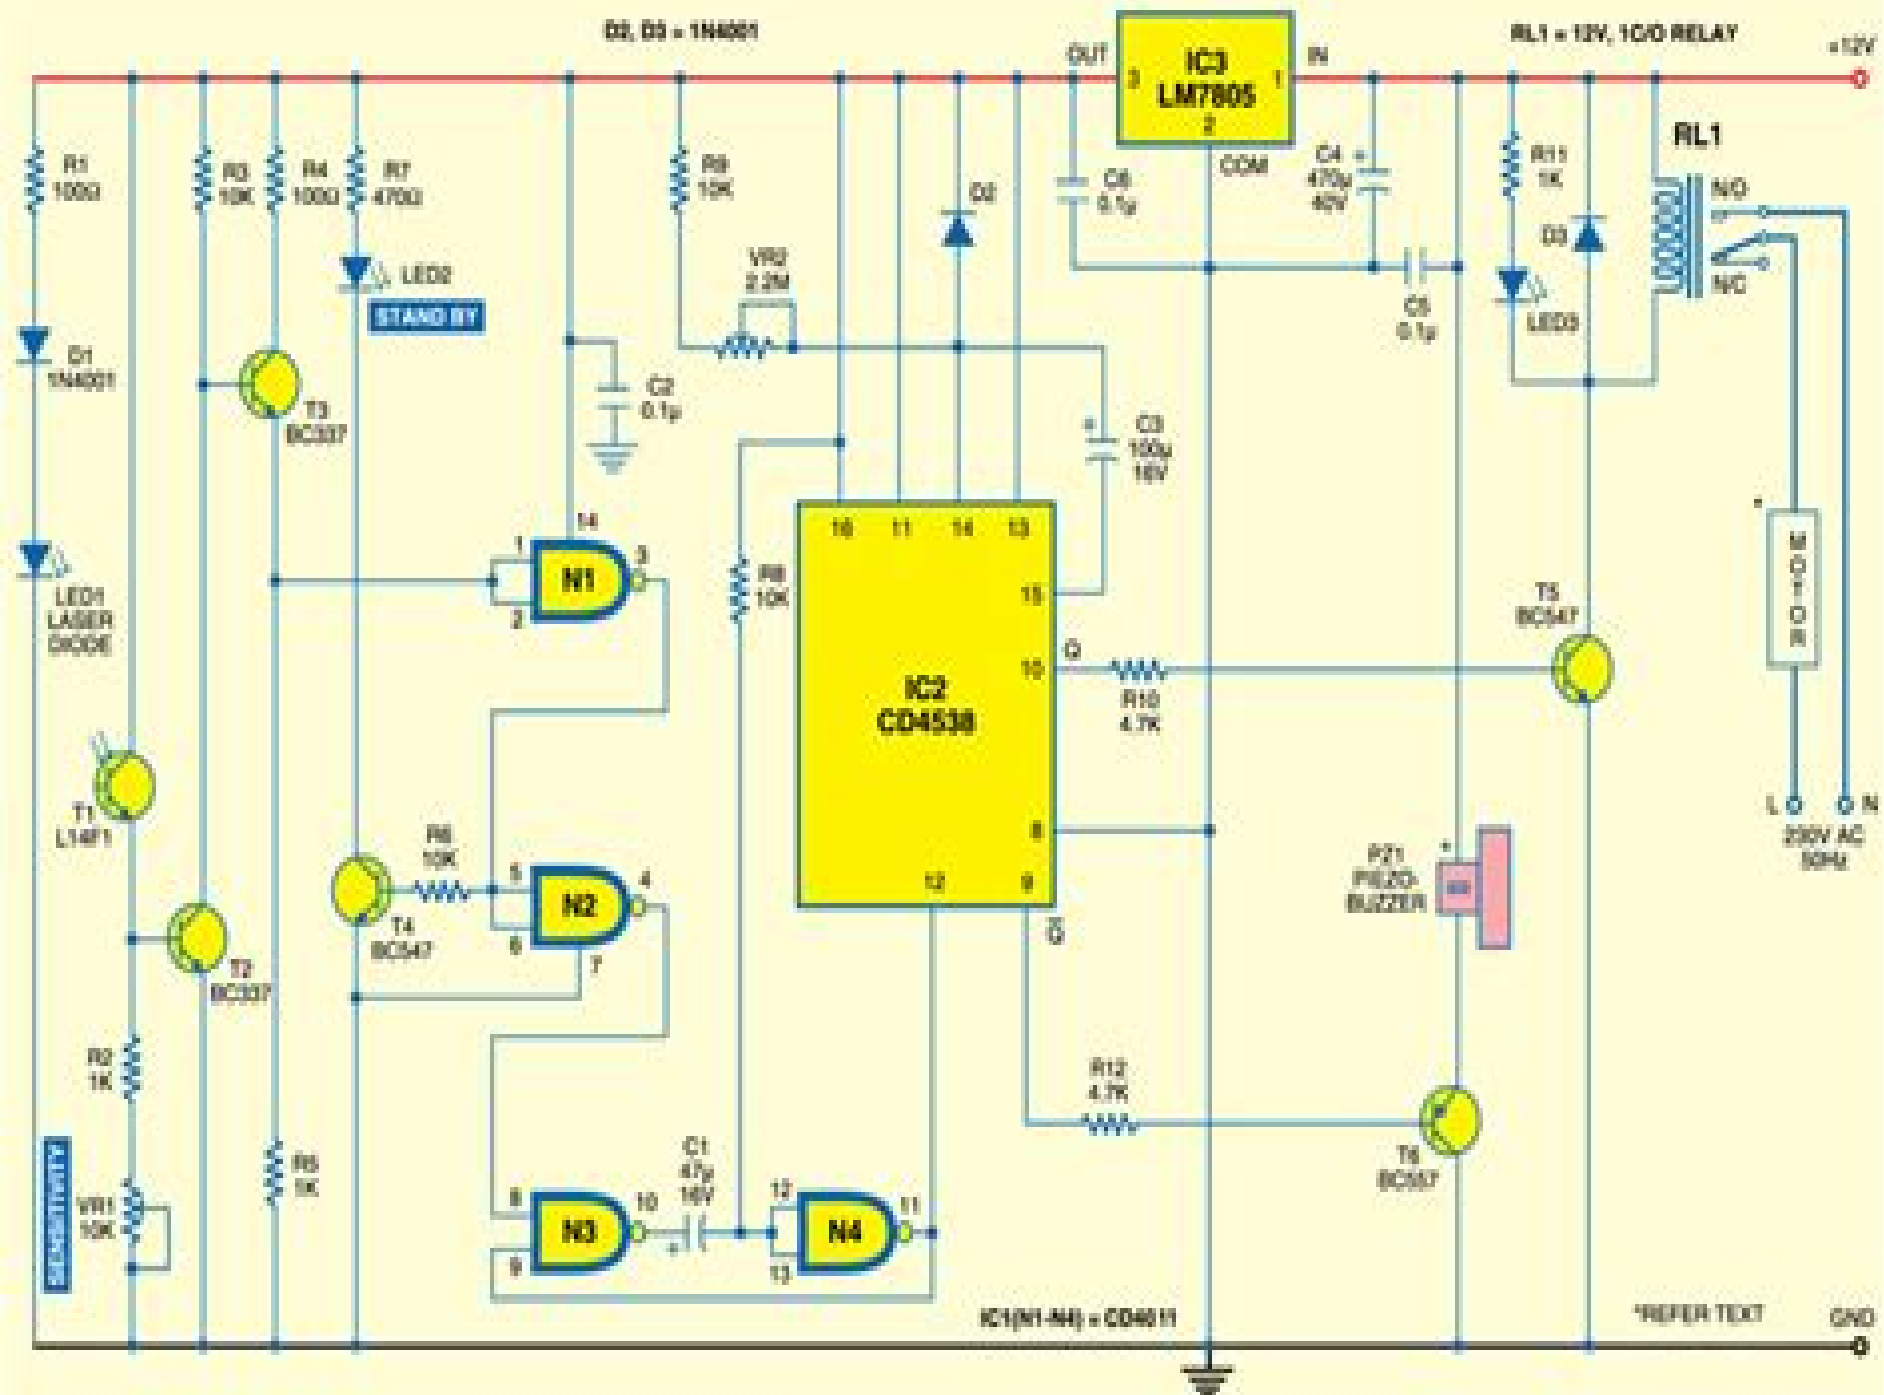 D2, D3 = 1N4001
RL1 = 12V, 1C/O RELAY
+12V
OUT
IC3
LM7805
IN
3
1
2
COM
R1
100Ω
R3
10K
R4
100Ω
R7
470Ω
R9
10K
D2
C6
0.1µ
C4
470µ
40V
+
R11
1K
RL1
N/O
N/C
D3
LED2
STAND BY
VR2
2.2M
C5
0.1µ
LED3
D1
1N4001
T3
BC337
C2
0.1µ
+
C3
100µ
16V
14
1
N1
3
2
16
11
14
13
R8
10K
15
LED1
LASER
DIODE
T5
BC547
*
MOTOR
IC2
CD4538
Q
10
R10
4.7K
T1
L14F1
R6
10K
5
N2
4
6
7
8
12
9
Q̅
+
PZ1
PIEZO-
BUZZER
L
N
230V AC
50Hz
T4
BC547
T2
BC337
R2
1K
R12
4.7K
T6
BC557
SENSITIVITY
VR1
10K
R5
1K
C1
47µ
16V
+
8
N3
10
9
12
N4
11
13
IC1(N1-N4) = CD4011
*REFER TEXT
GND